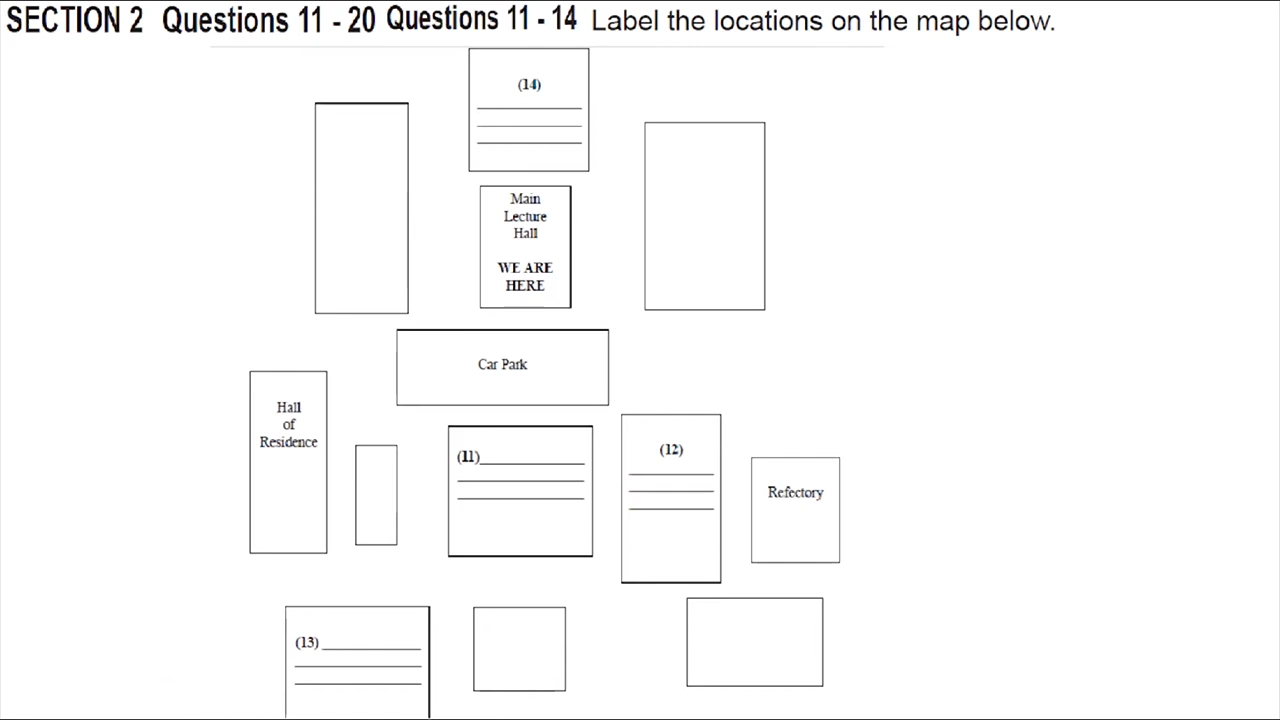 SECTION 2 Questions 11 - 20 Questions 11 - 14 Label the locations on the map below.
(14)
Main
Lecture
Hall
WE ARE
HERE
Car Park
Hall
of
Residence
(11)
(12)
Refectory
(13)